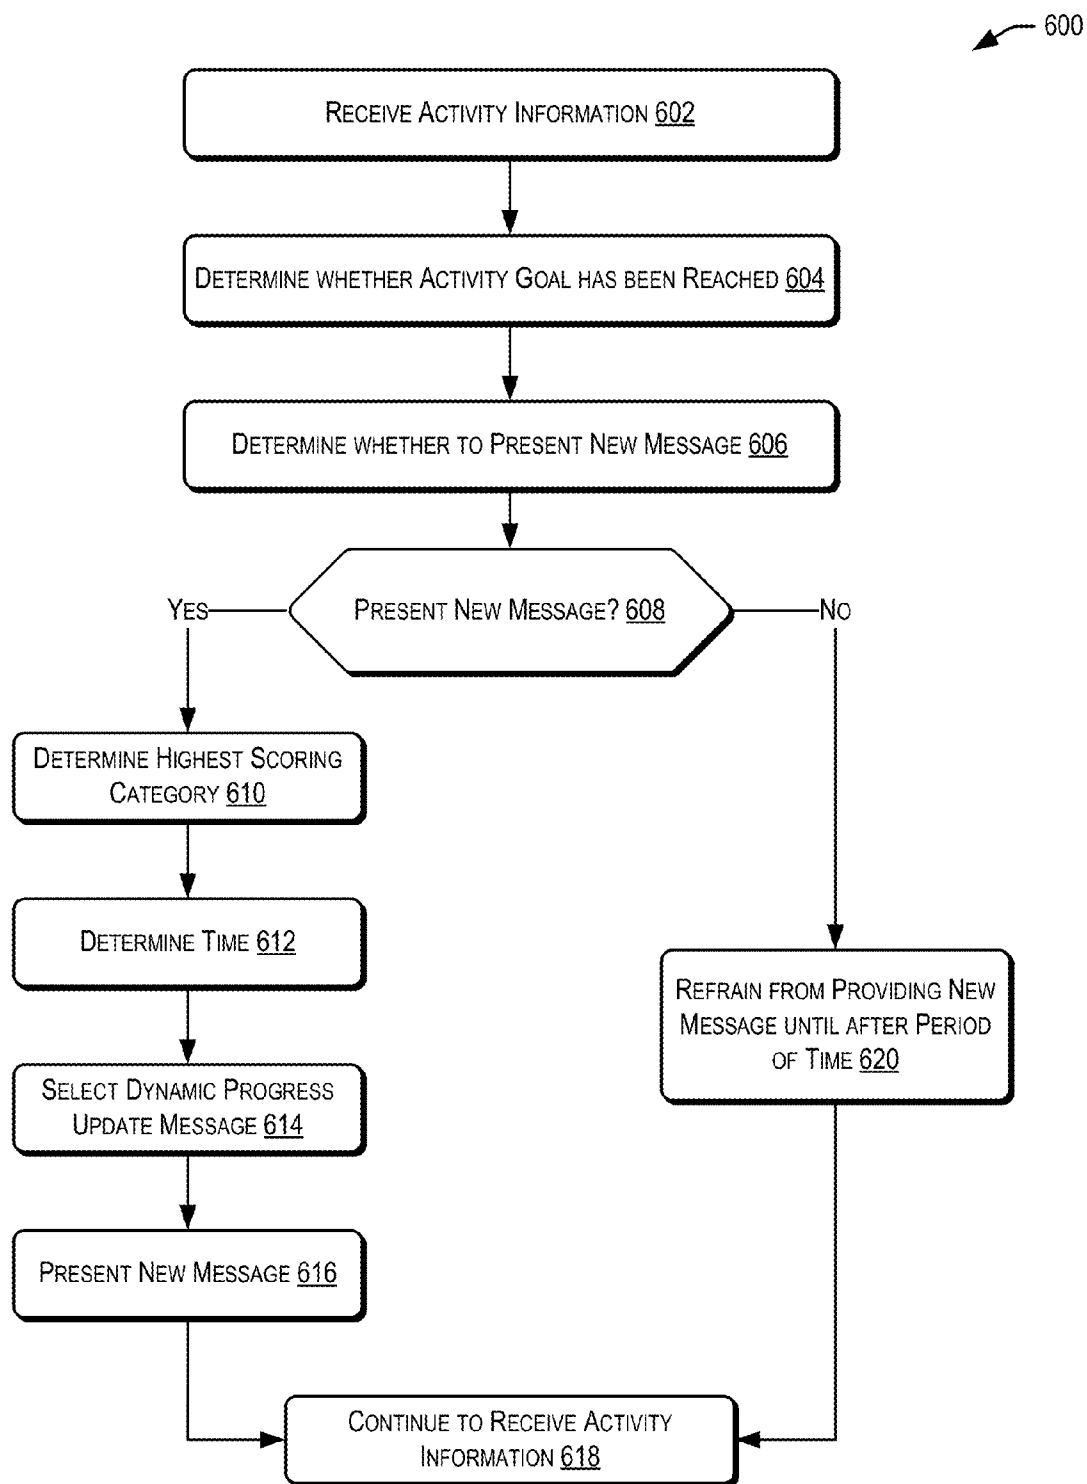 600
RECEIVE ACTIVITY INFORMATION 602
DETERMINE WHETHER ACTIVITY GOAL HAS BEEN REACHED 604
DETERMINE WHETHER TO PRESENT NEW MESSAGE 606
PRESENT NEW MESSAGE? 608
YES
NO
DETERMINE HIGHEST SCORING
CATEGORY 610
DETERMINE TIME 612
SELECT DYNAMIC PROGRESS
UPDATE MESSAGE 614
PRESENT NEW MESSAGE 616
REFRAIN FROM PROVIDING NEW
MESSAGE UNTIL AFTER PERIOD
OF TIME 620
CONTINUE TO RECEIVE ACTIVITY
INFORMATION 618